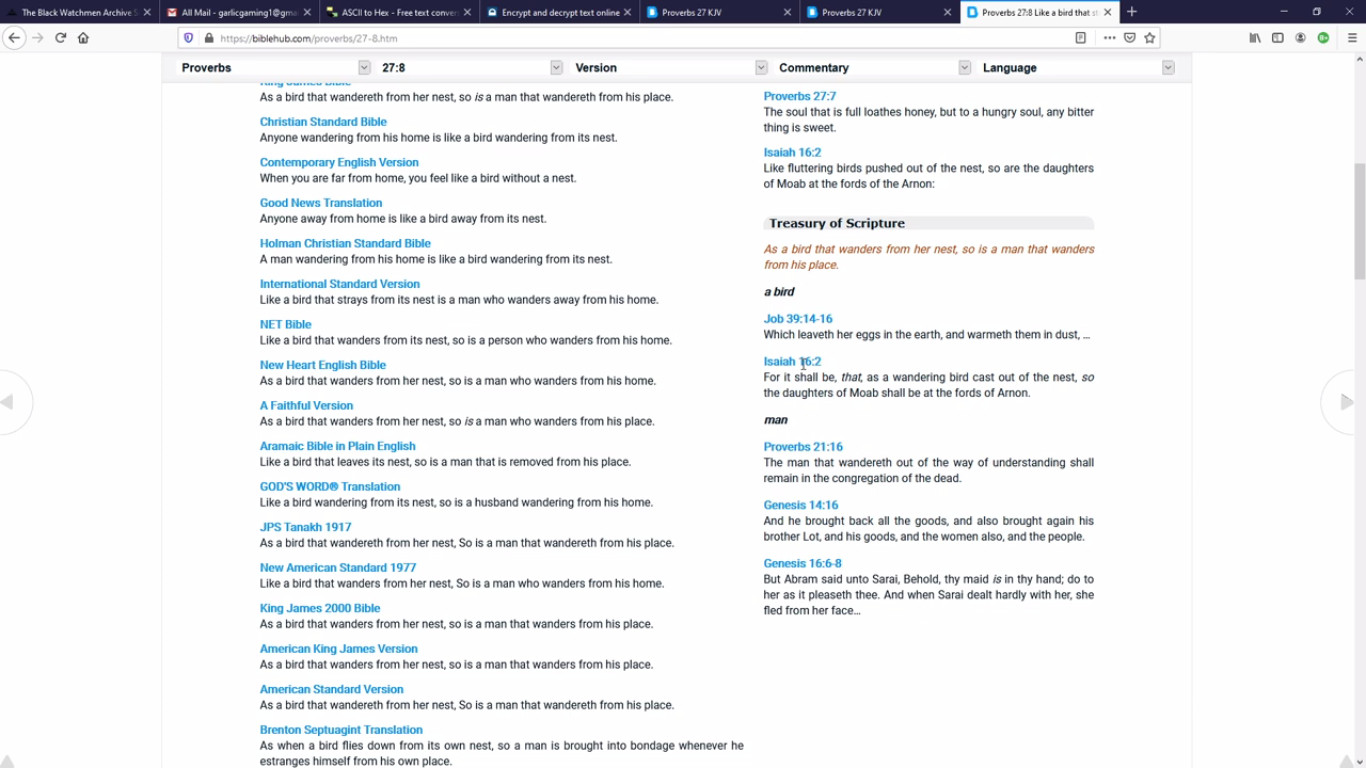 The Black Watchmen Archive S
All Mail - garlicgaming1@gma
ASCII to Hex - Free text conver
Encrypt and decrypt text online
Proverbs 27 KJV
Proverbs 27 KJV
Proverbs 27:8 Like a bird that s
https://biblehub.com/proverbs/27-8.htm
Proverbs
27:8
Version
Commentary
Language
King James Bible
As a bird that wandereth from her nest, so is a man that wandereth from his place.
Christian Standard Bible
Anyone wandering from his home is like a bird wandering from its nest.
Contemporary English Version
When you are far from home, you feel like a bird without a nest.
Good News Translation
Anyone away from home is like a bird away from its nest.
Holman Christian Standard Bible
A man wandering from his home is like a bird wandering from its nest.
International Standard Version
Like a bird that strays from its nest is a man who wanders away from his home.
NET Bible
Like a bird that wanders from its nest, so is a person who wanders from his home.
New Heart English Bible
As a bird that wanders from her nest, so is a man who wanders from his home.
A Faithful Version
As a bird that wanders from her nest, so is a man who wanders from his place.
Aramaic Bible in Plain English
Like a bird that leaves its nest, so is a man that is removed from his place.
GOD'S WORD® Translation
Like a bird wandering from its nest, so is a husband wandering from his home.
JPS Tanakh 1917
As a bird that wandereth from her nest, So is a man that wandereth from his place.
New American Standard 1977
Like a bird that wanders from her nest, So is a man who wanders from his home.
King James 2000 Bible
As a bird that wanders from her nest, so is a man that wanders from his place.
American King James Version
As a bird that wanders from her nest, so is a man that wanders from his place.
American Standard Version
As a bird that wandereth from her nest, So is a man that wandereth from his place.
Brenton Septuagint Translation
As when a bird flies down from its own nest, so a man is brought into bondage whenever he
estranges himself from his own place.
Proverbs 27:7
The soul that is full loathes honey, but to a hungry soul, any bitter
thing is sweet.
Isaiah 16:2
Like fluttering birds pushed out of the nest, so are the daughters
of Moab at the fords of the Arnon:
Treasury of Scripture
As a bird that wanders from her nest, so is a man that wanders
from his place.
a bird
Job 39:14-16
Which leaveth her eggs in the earth, and warmeth them in dust, …
Isaiah 16:2
For it shall be, that, as a wandering bird cast out of the nest, so
the daughters of Moab shall be at the fords of Arnon.
man
Proverbs 21:16
The man that wandereth out of the way of understanding shall
remain in the congregation of the dead.
Genesis 14:16
And he brought back all the goods, and also brought again his
brother Lot, and his goods, and the women also, and the people.
Genesis 16:6-8
But Abram said unto Sarai, Behold, thy maid is in thy hand; do to
her as it pleaseth thee. And when Sarai dealt hardly with her, she
fled from her face…